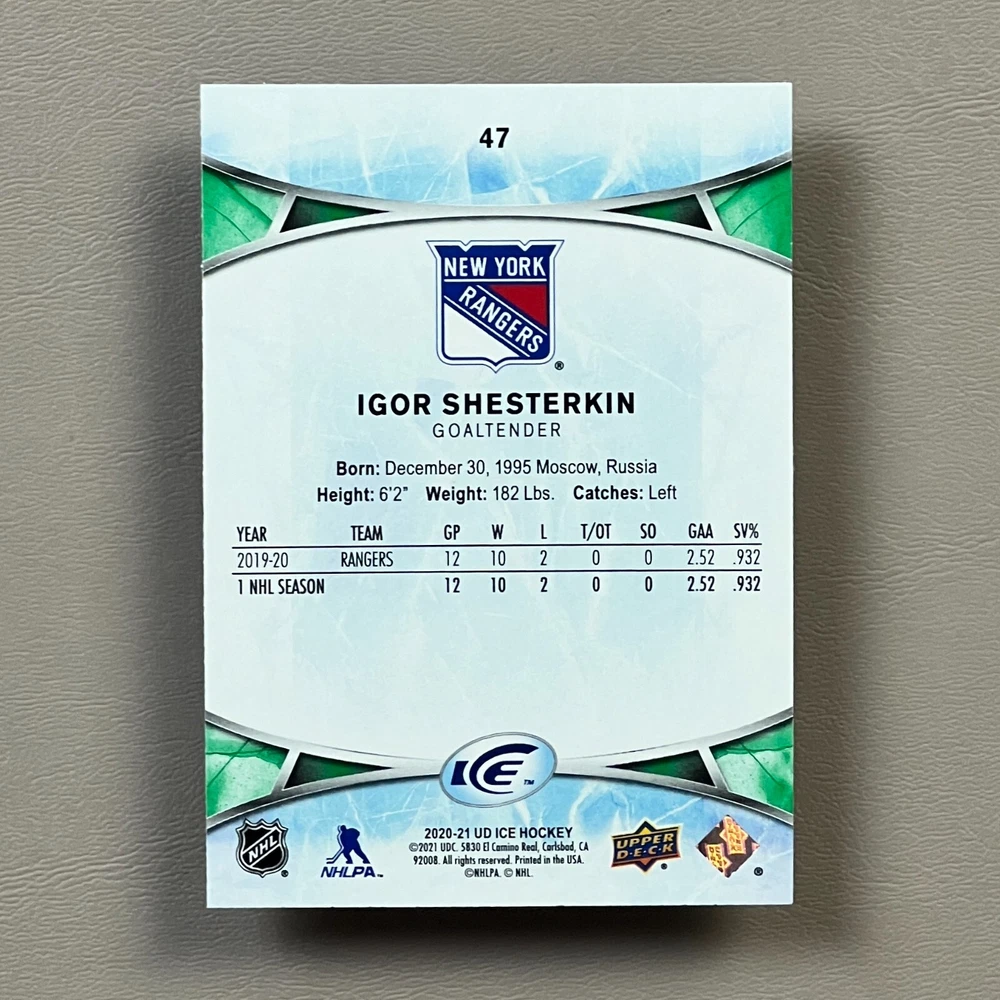 47
NEW YORK
RANGERS
®
IGOR SHESTERKIN
GOALTENDER
Born: December 30, 1995 Moscow, Russia
Height: 6'2" Weight: 182 Lbs. Catches: Left
YEAR TEAM GP W L T/OT SO GAA SV%
2019-20 RANGERS 12 10 2 0 0 2.52 .932
1 NHL SEASON 12 10 2 0 0 2.52 .932
ICE ™
2020-21 UD ICE HOCKEY
©2021 UDC. 5830 El Camino Real, Carlsbad, CA
92008. All rights reserved. Printed in the USA.
©NHLPA. © NHL.
NHL ®
NHLPA™
UPPER
DECK ®